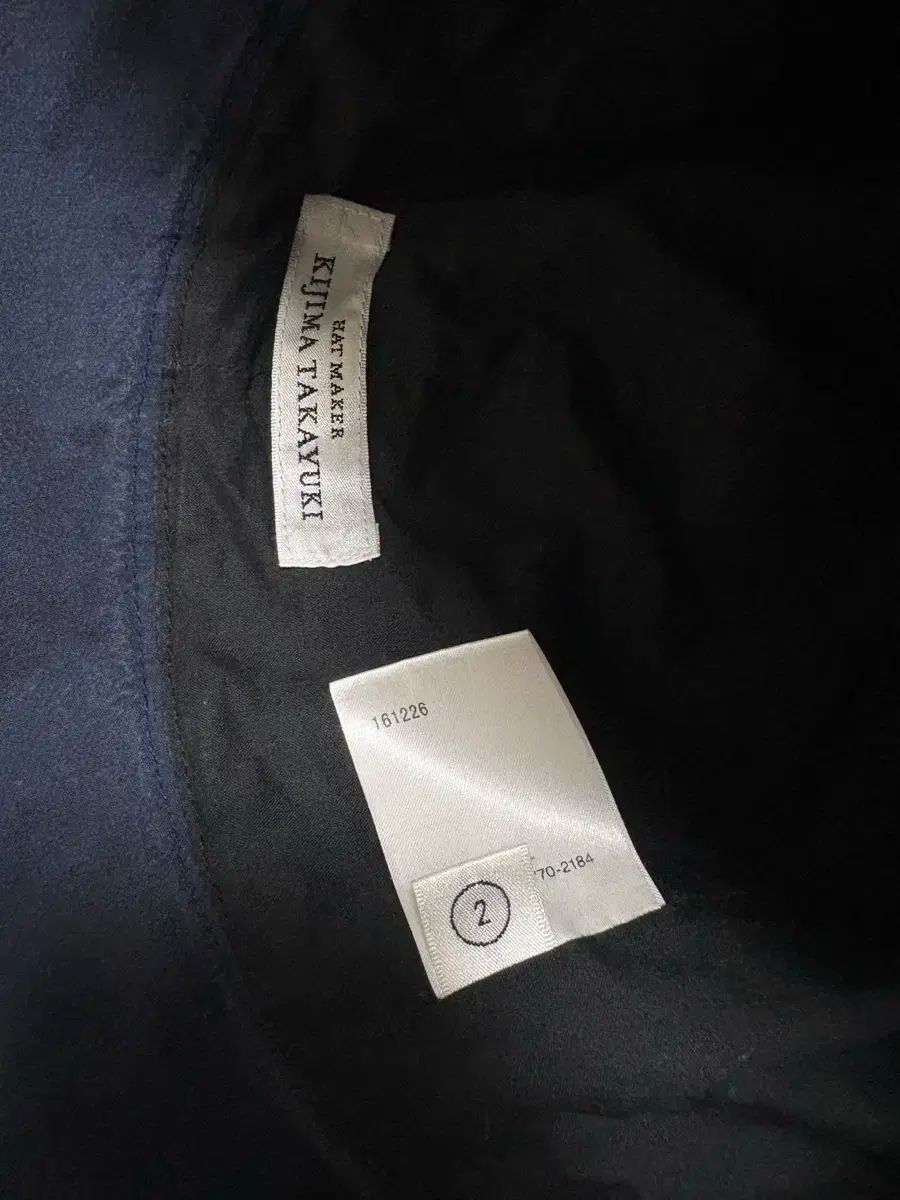 HAT MAKER
KIJIMA TAKAYUKI
161226
70-2184
2